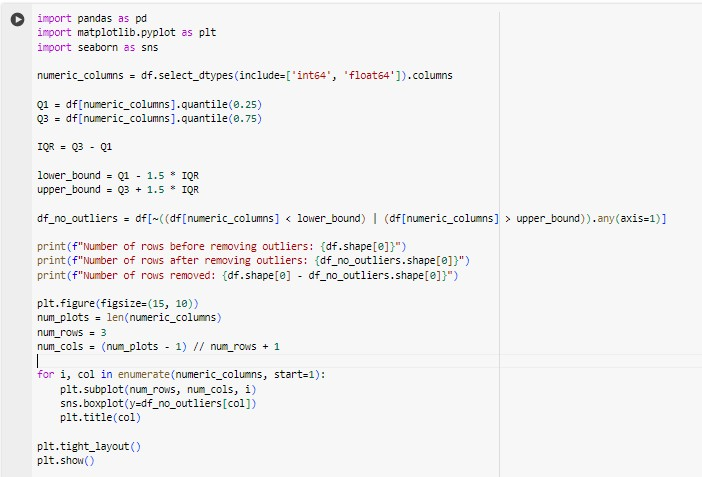 import pandas as pd
import matplotlib.pyplot as plt
import seaborn as sns
numeric_columns = df.select_dtypes(include=['int64', 'float64']).columns
Q1 = df[numeric_columns].quantile(0.25)
Q3 = df[numeric_columns].quantile(0.75)
IQR = Q3 - Q1
lower_bound = Q1 - 1.5 * IQR
upper_bound = Q3 + 1.5 * IQR
df_no_outliers = df[~((df[numeric_columns] < lower_bound) | (df[numeric_columns] > upper_bound)).any(axis=1)]
print(f"Number of rows before removing outliers: {df.shape[0]}")
print(f"Number of rows after removing outliers: {df_no_outliers.shape[0]}")
print(f"Number of rows removed: {df.shape[0] - df_no_outliers.shape[0]}")
plt.figure(figsize=(15, 10))
num_plots = len(numeric_columns)
num_rows = 3
num_cols = (num_plots - 1) // num_rows + 1
for i, col in enumerate(numeric_columns, start=1):
    plt.subplot(num_rows, num_cols, i)
    sns.boxplot(y=df_no_outliers[col])
    plt.title(col)
plt.tight_layout()
plt.show()